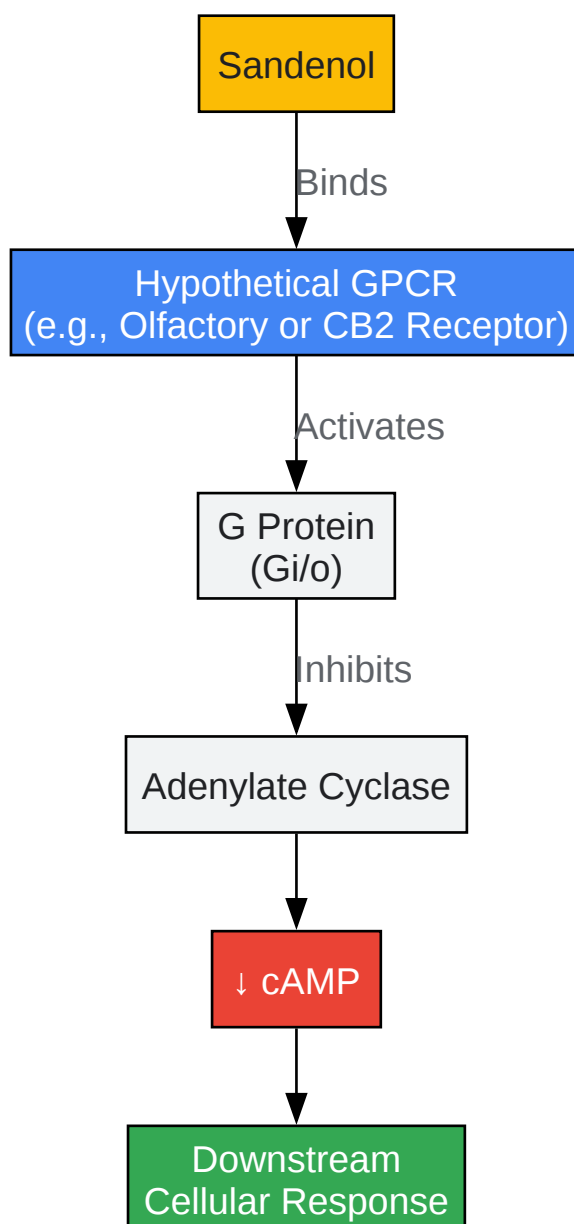 Sandenol
Binds
Hypothetical GPCR
(e.g., Olfactory or CB2 Receptor)
Activates
G Protein
(Gi/o)
Inhibits
Adenylate Cyclase
↓ cAMP
Downstream
Cellular Response